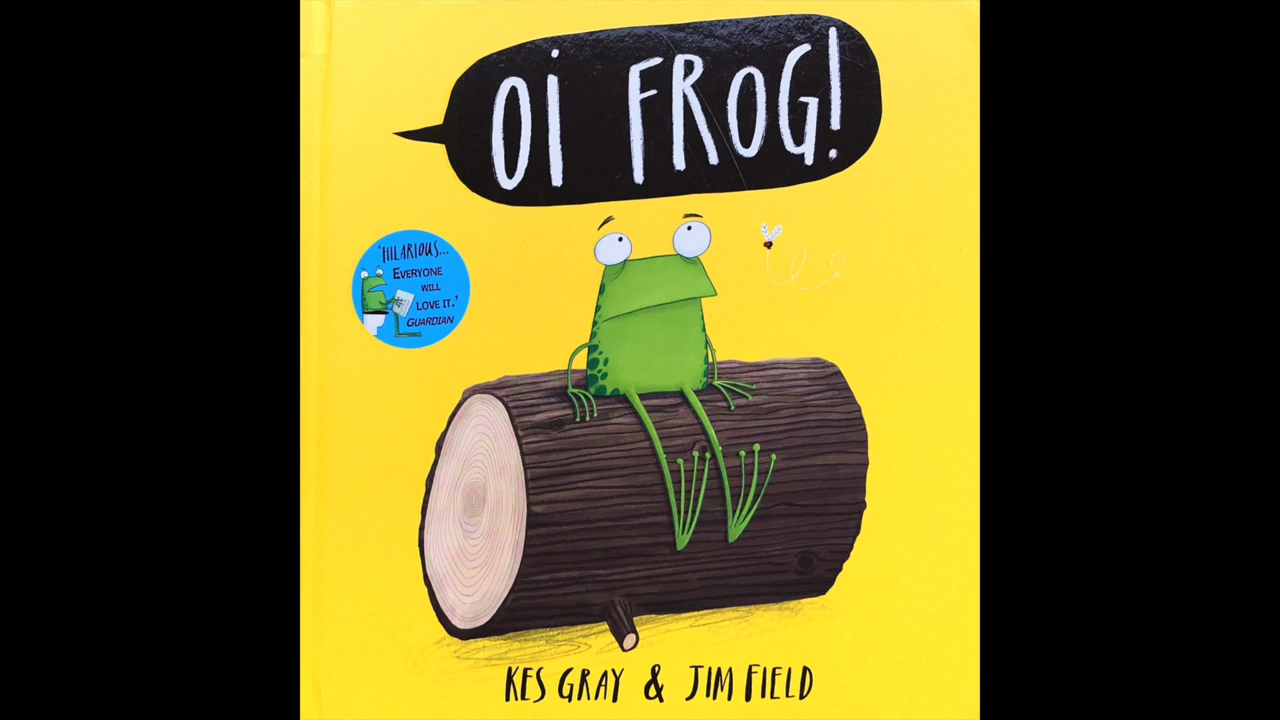 OI FROG!
'HILARIOUS...
EVERYONE
WILL
LOVE IT.'
GUARDIAN
KES GRAY & JIM FIELD